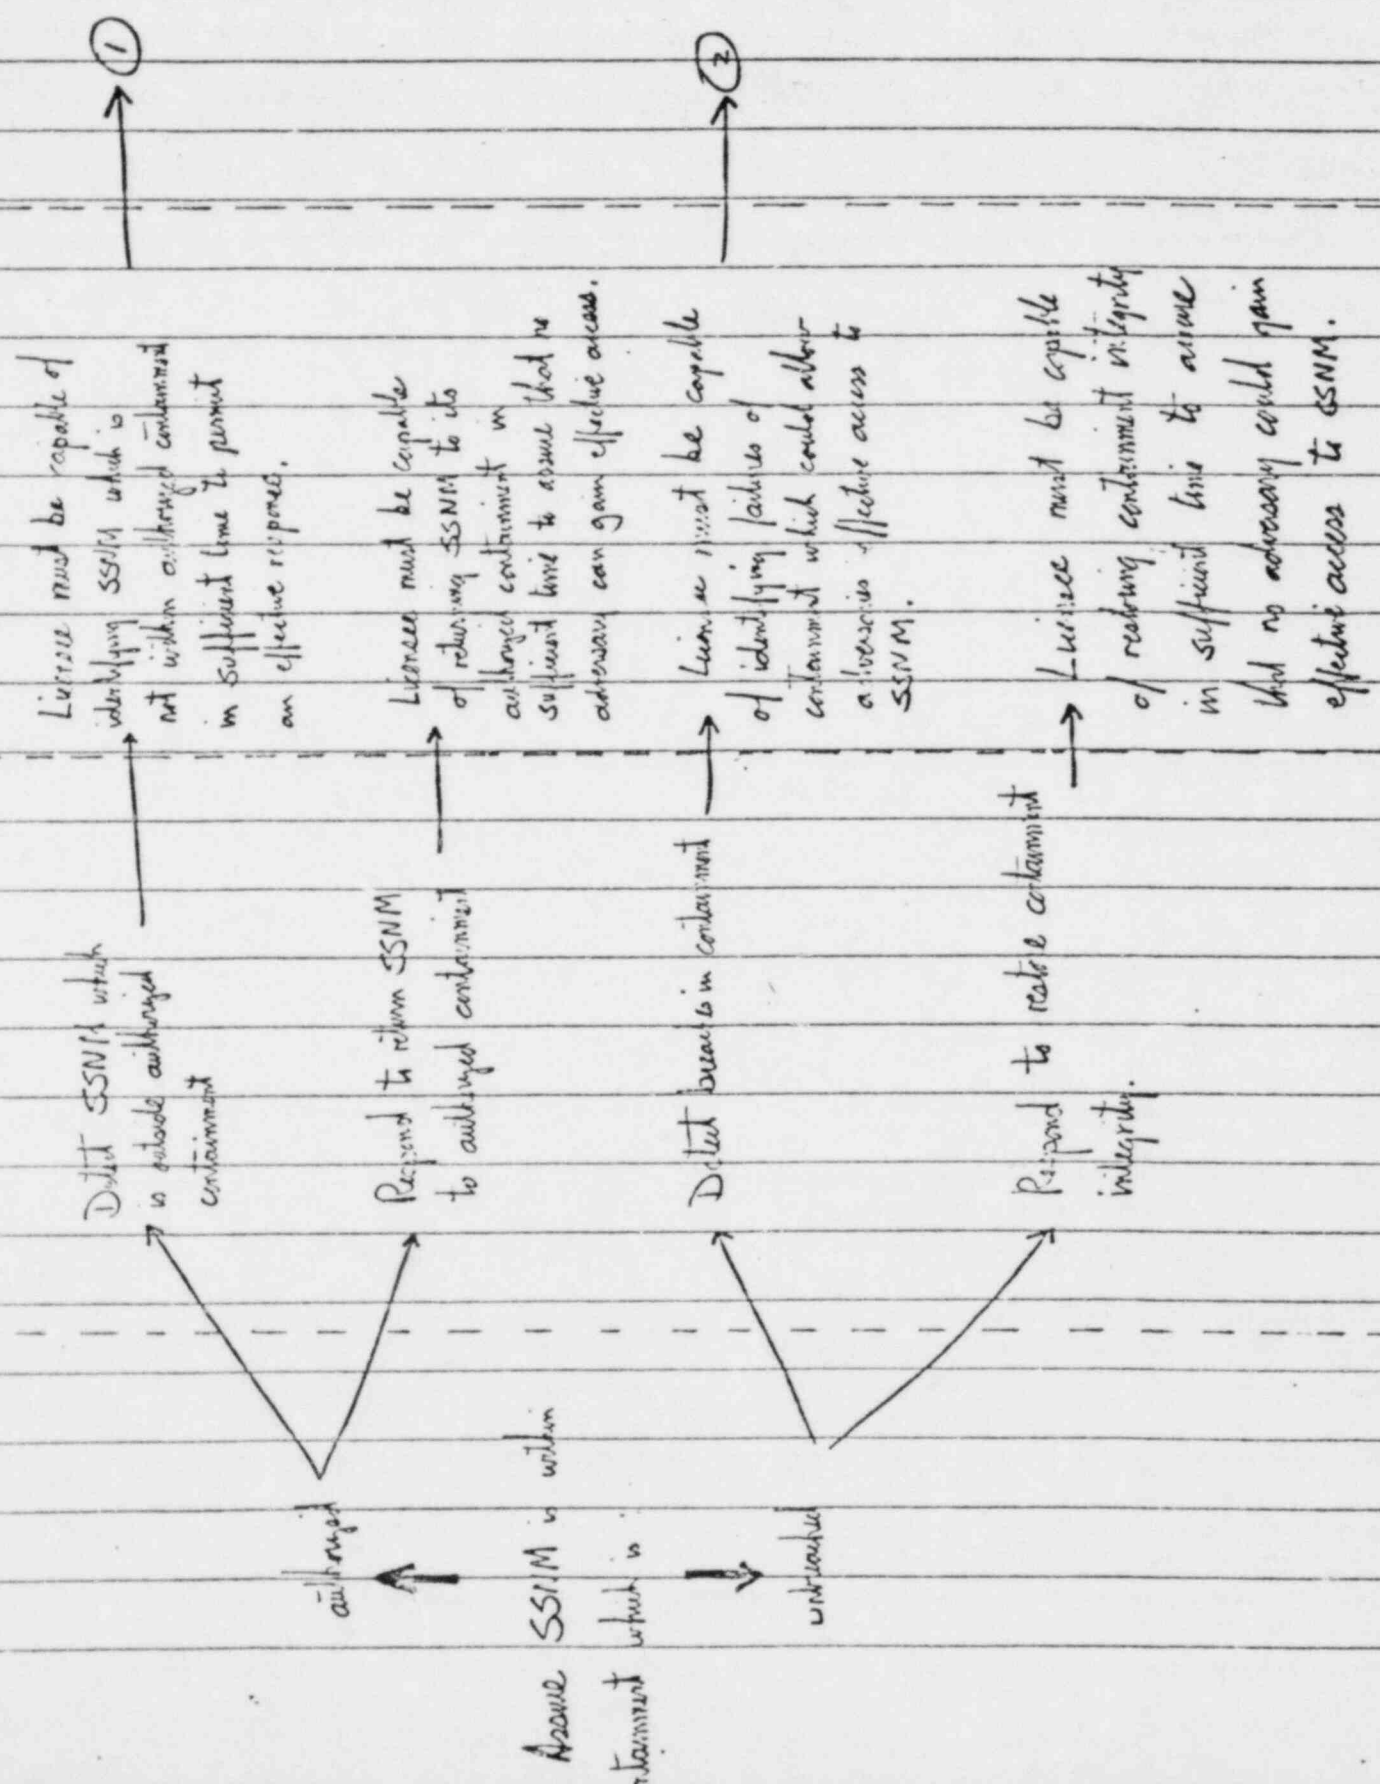 Assure SSNM is within
ntainment which is:
authorized
unbreached
Detect SSNM which
is outside authorized
containment
Respond to return SSNM
to authorized containment
Detect breaches in containment
Respond to restore containment
integrity.
Licensee must be capable of
identifying SSNM which is
not within authorized containment
in sufficient time to permit
an effective response.
Licensee must be capable
of returning SSNM to its
authorized containment in
sufficient time to assure that no
adversary can gain effective access.
Licensee must be capable
of identifying failures of
containment which could allow
adversaries effective access to
SSNM.
Licensee must be capable
of restoring containment integrity
in sufficient time to assure
that no adversary could gain
effective access to SSNM.
1
2